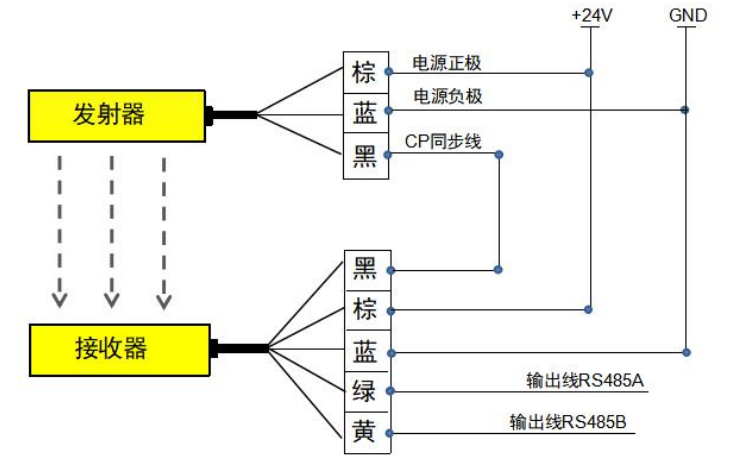 +24V GND
棕 电源正极
发射器 蓝 电源负极
黑 CP同步线
黑
棕
接收器 蓝
绿 输出线RS485A
黄 输出线RS485B